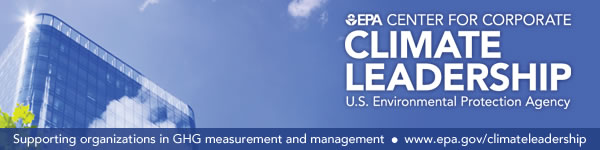 EPA CENTER FOR CORPORATE
CLIMATE
LEADERSHIP
U.S. Environmental Protection Agency
Supporting organizations in GHG measurement and management ● www.epa.gov/climateleadership